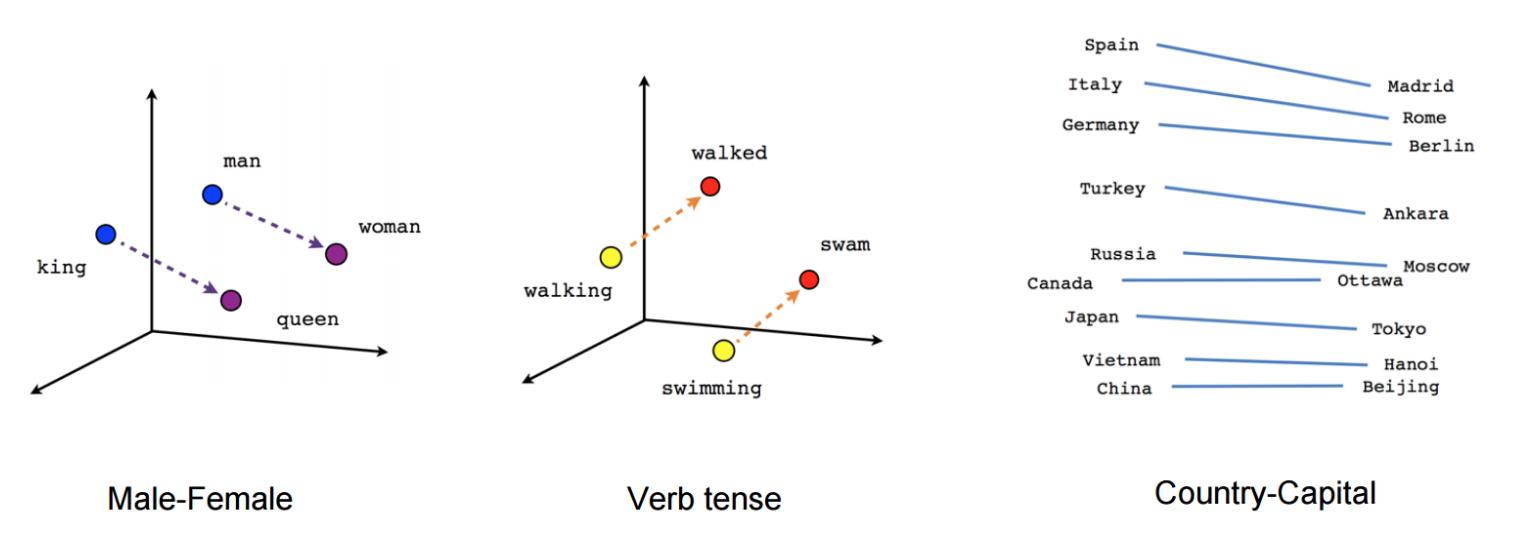 man
woman
king
queen
Male-Female
walked
swam
walking
swimming
Verb tense
Spain
Madrid
Italy
Rome
Germany
Berlin
Turkey
Ankara
Russia
Moscow
Canada
Ottawa
Japan
Tokyo
Vietnam
Hanoi
China
Beijing
Country-Capital